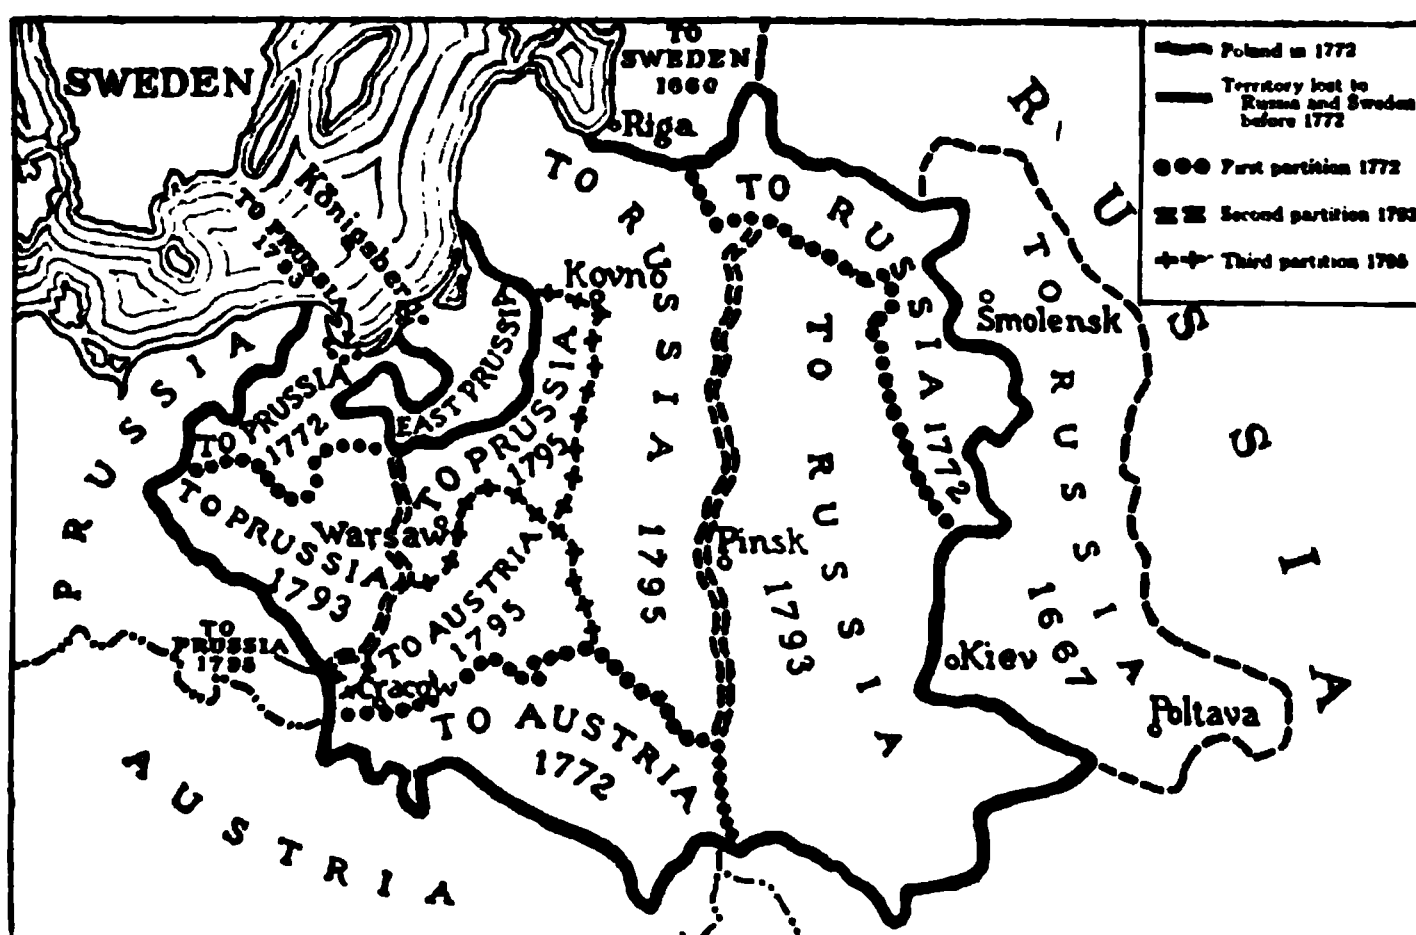 SWEDEN
TO
SWEDEN
1660
Riga
Poland in 1772
Territory lost to
Russia and Sweden
before 1772
First partition 1772
Second partition 1793
Third partition 1795
RUSSIA
TO RUSSIA 1795
TO RUSSIA 1772
TO RUSSIA 1667
TO RUSSIA 1793
TO PRUSSIA
1793
Königsberg
Kovno
Smolensk
PRUSSIA
TO PRUSSIA
1772
EAST PRUSSIA
TO PRUSSIA
1795
TO PRUSSIA
1793
Warsaw
Pinsk
TO AUSTRIA
1795
TO
PRUSSIA
1795
Cracow
Kiev
Poltava
TO AUSTRIA
1772
AUSTRIA